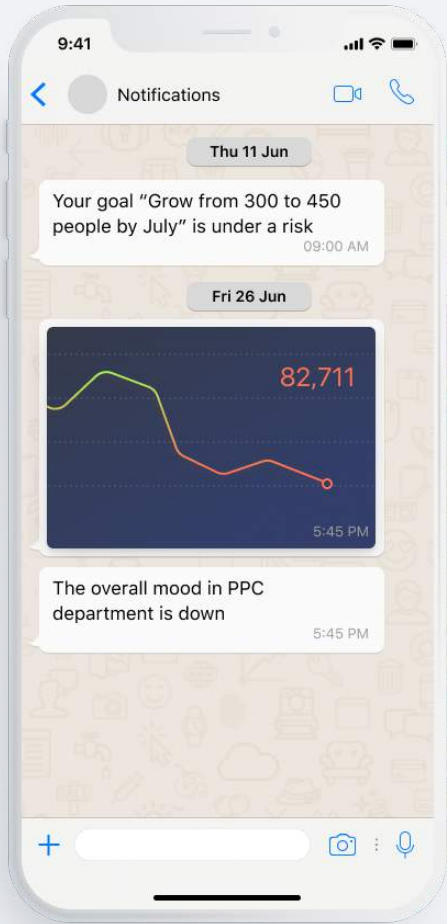 9:41
Notifications
Thu 11 Jun
Your goal “Grow from 300 to 450
people by July” is under a risk
09:00 AM
Fri 26 Jun
82,711
5:45 PM
The overall mood in PPC
department is down
5:45 PM